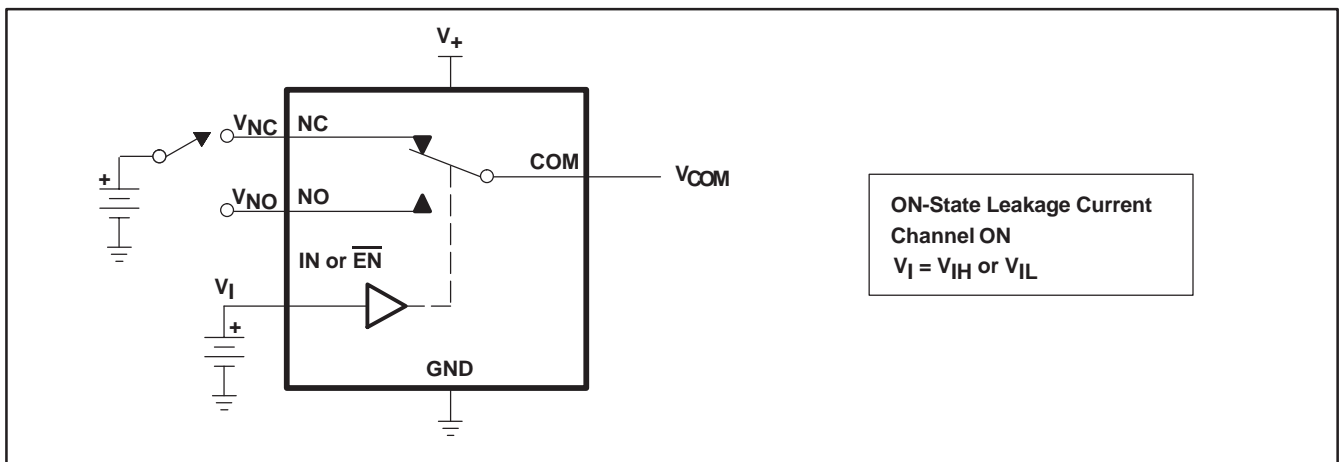 V+
VNC NC
+
COM VCOM
VNO NO
IN or E̅N̅
VI
+
GND
ON-State Leakage Current
Channel ON
VI = VIH or VIL